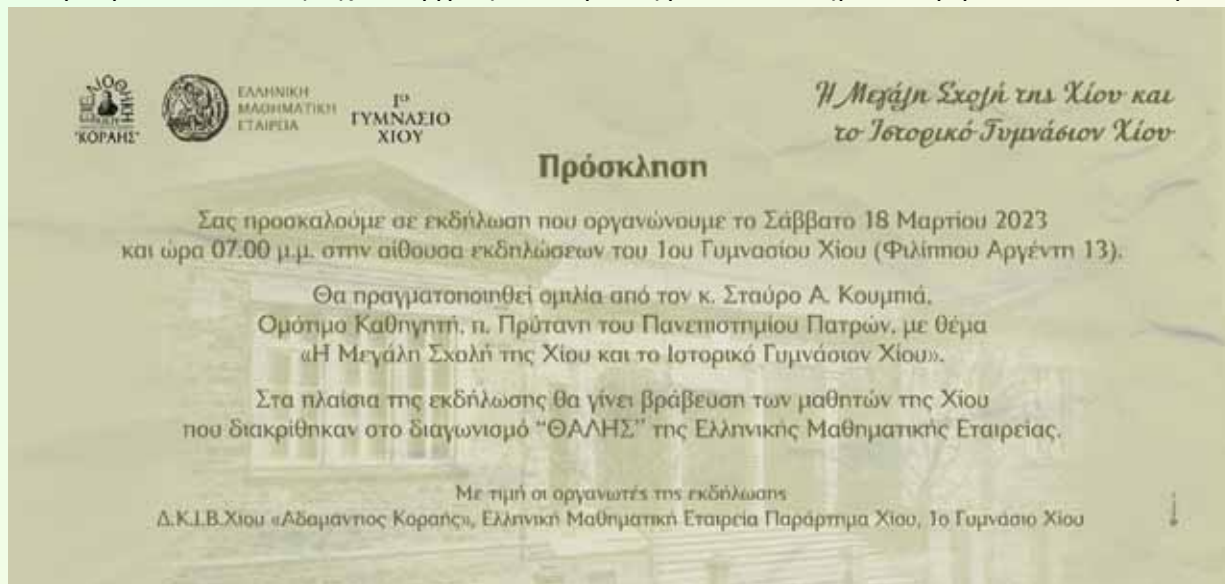 ΒΙΒΛΙΟΘΗΚΗ
"ΚΟΡΑΗΣ"
ΕΛΛΗΝΙΚΗ
ΜΑΘΗΜΑΤΙΚΗ
ΕΤΑΙΡΕΙΑ
1ο
ΓΥΜΝΑΣΙΟ
ΧΙΟΥ
Η Μεγάλη Σχολή της Χίου και
το Ιστορικό Γυμνάσιον Χίου
Πρόσκληση
Σας προσκαλούμε σε εκδήλωση που οργανώνουμε το Σάββατο 18 Μαρτίου 2023
και ώρα 07.00 μ.μ. στην αίθουσα εκδηλώσεων του 1ου Γυμνασίου Χίου (Φιλίππου Αργέντη 13).
Θα πραγματοποιηθεί ομιλία από τον κ. Σταύρο Α. Κουμπιά,
Ομότιμο Καθηγητή, π. Πρύτανη του Πανεπιστημίου Πατρών, με θέμα
«Η Μεγάλη Σχολή της Χίου και το Ιστορικό Γυμνάσιον Χίου».
Στα πλαίσια της εκδήλωσης θα γίνει βράβευση των μαθητών της Χίου
που διακρίθηκαν στο διαγωνισμό "ΘΑΛΗΣ" της Ελληνικής Μαθηματικής Εταιρείας.
Με τιμή οι οργανωτές της εκδήλωσης
Δ.Κ.Ι.Β.Χίου «Αδαμάντιος Κοραής», Ελληνική Μαθηματική Εταιρεία Παράρτημα Χίου, 1ο Γυμνάσιο Χίου